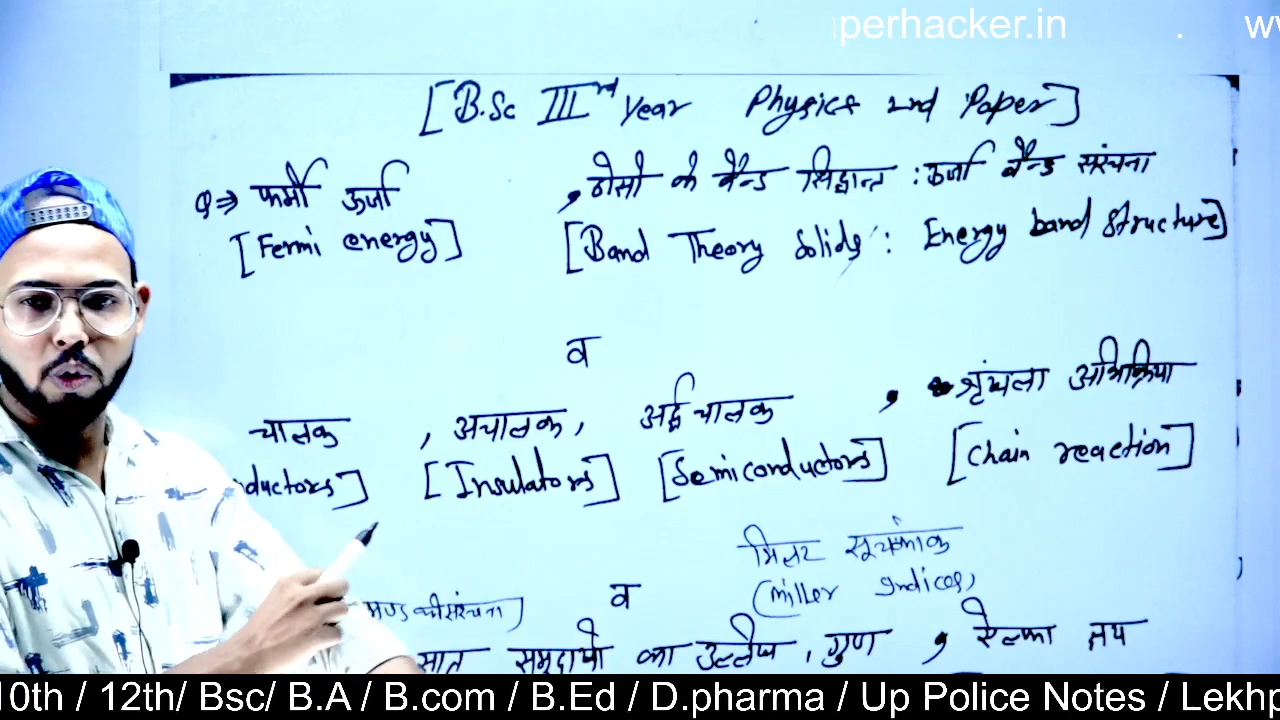 perhacker.in . w
[B.Sc IIIrd Year Physics 2nd Paper]
Q⇒ फर्मी ऊर्जा , ठोसो के बैन्ड सिद्धान्त : ऊर्जा बैन्ड संरचना
[Fermi energy] [Band Theory Solids : Energy band structure]
व
चालक , अचालक , अर्द्धचालक , श्रृंखला अभिक्रिया
nductors] [Insulators] [Semiconductors] [Chain reaction]
मिलर सूचकांक
(miller Indices)
की संरचना) व
सात समुदायो का उल्लेख , गुण ,
10th / 12th/ Bsc/ B.A / B.com / B.Ed / D.pharma / Up Police Notes / Lekhp